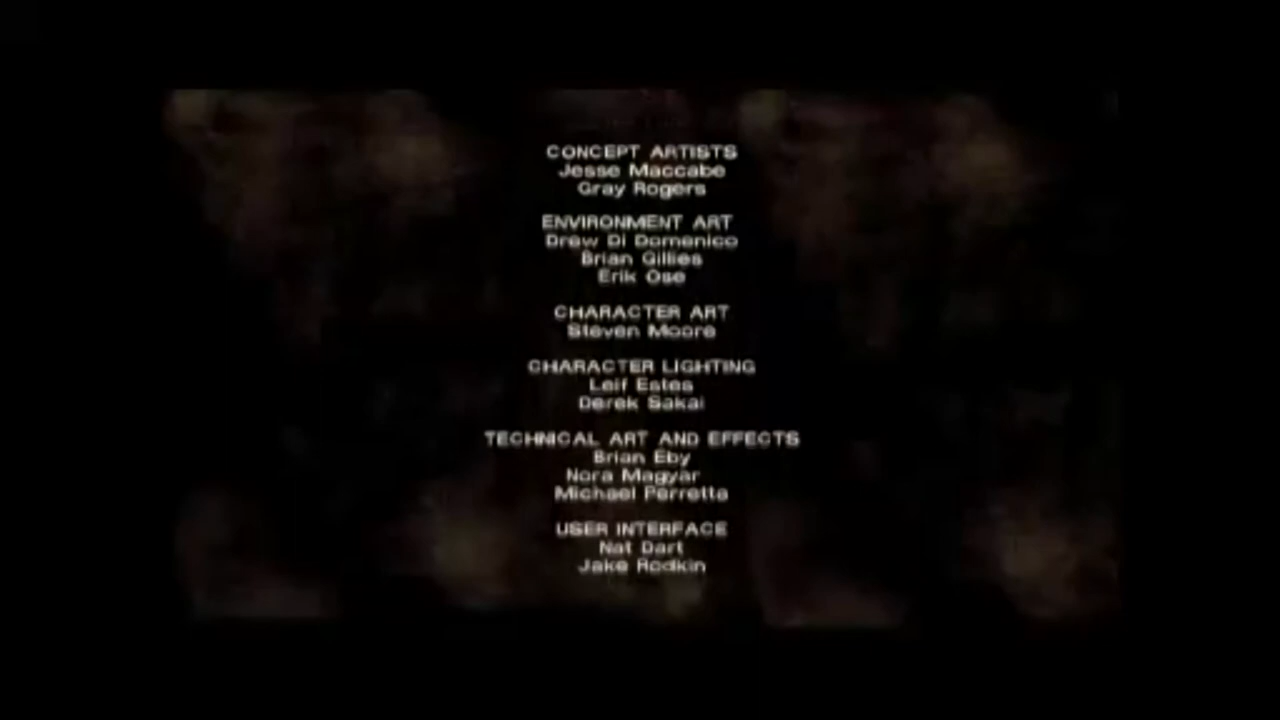 CONCEPT ARTISTS
Jesse Maccabe
Gray Rogers
ENVIRONMENT ART
Drew Di Domenico
Brian Gillies
Erik Ose
CHARACTER ART
Steven Moore
CHARACTER LIGHTING
Leif Estes
Derek Sakai
TECHNICAL ART AND EFFECTS
Brian Eby
Nora Magyar
Michael Perretta
USER INTERFACE
Nat Dart
Jake Rodkin